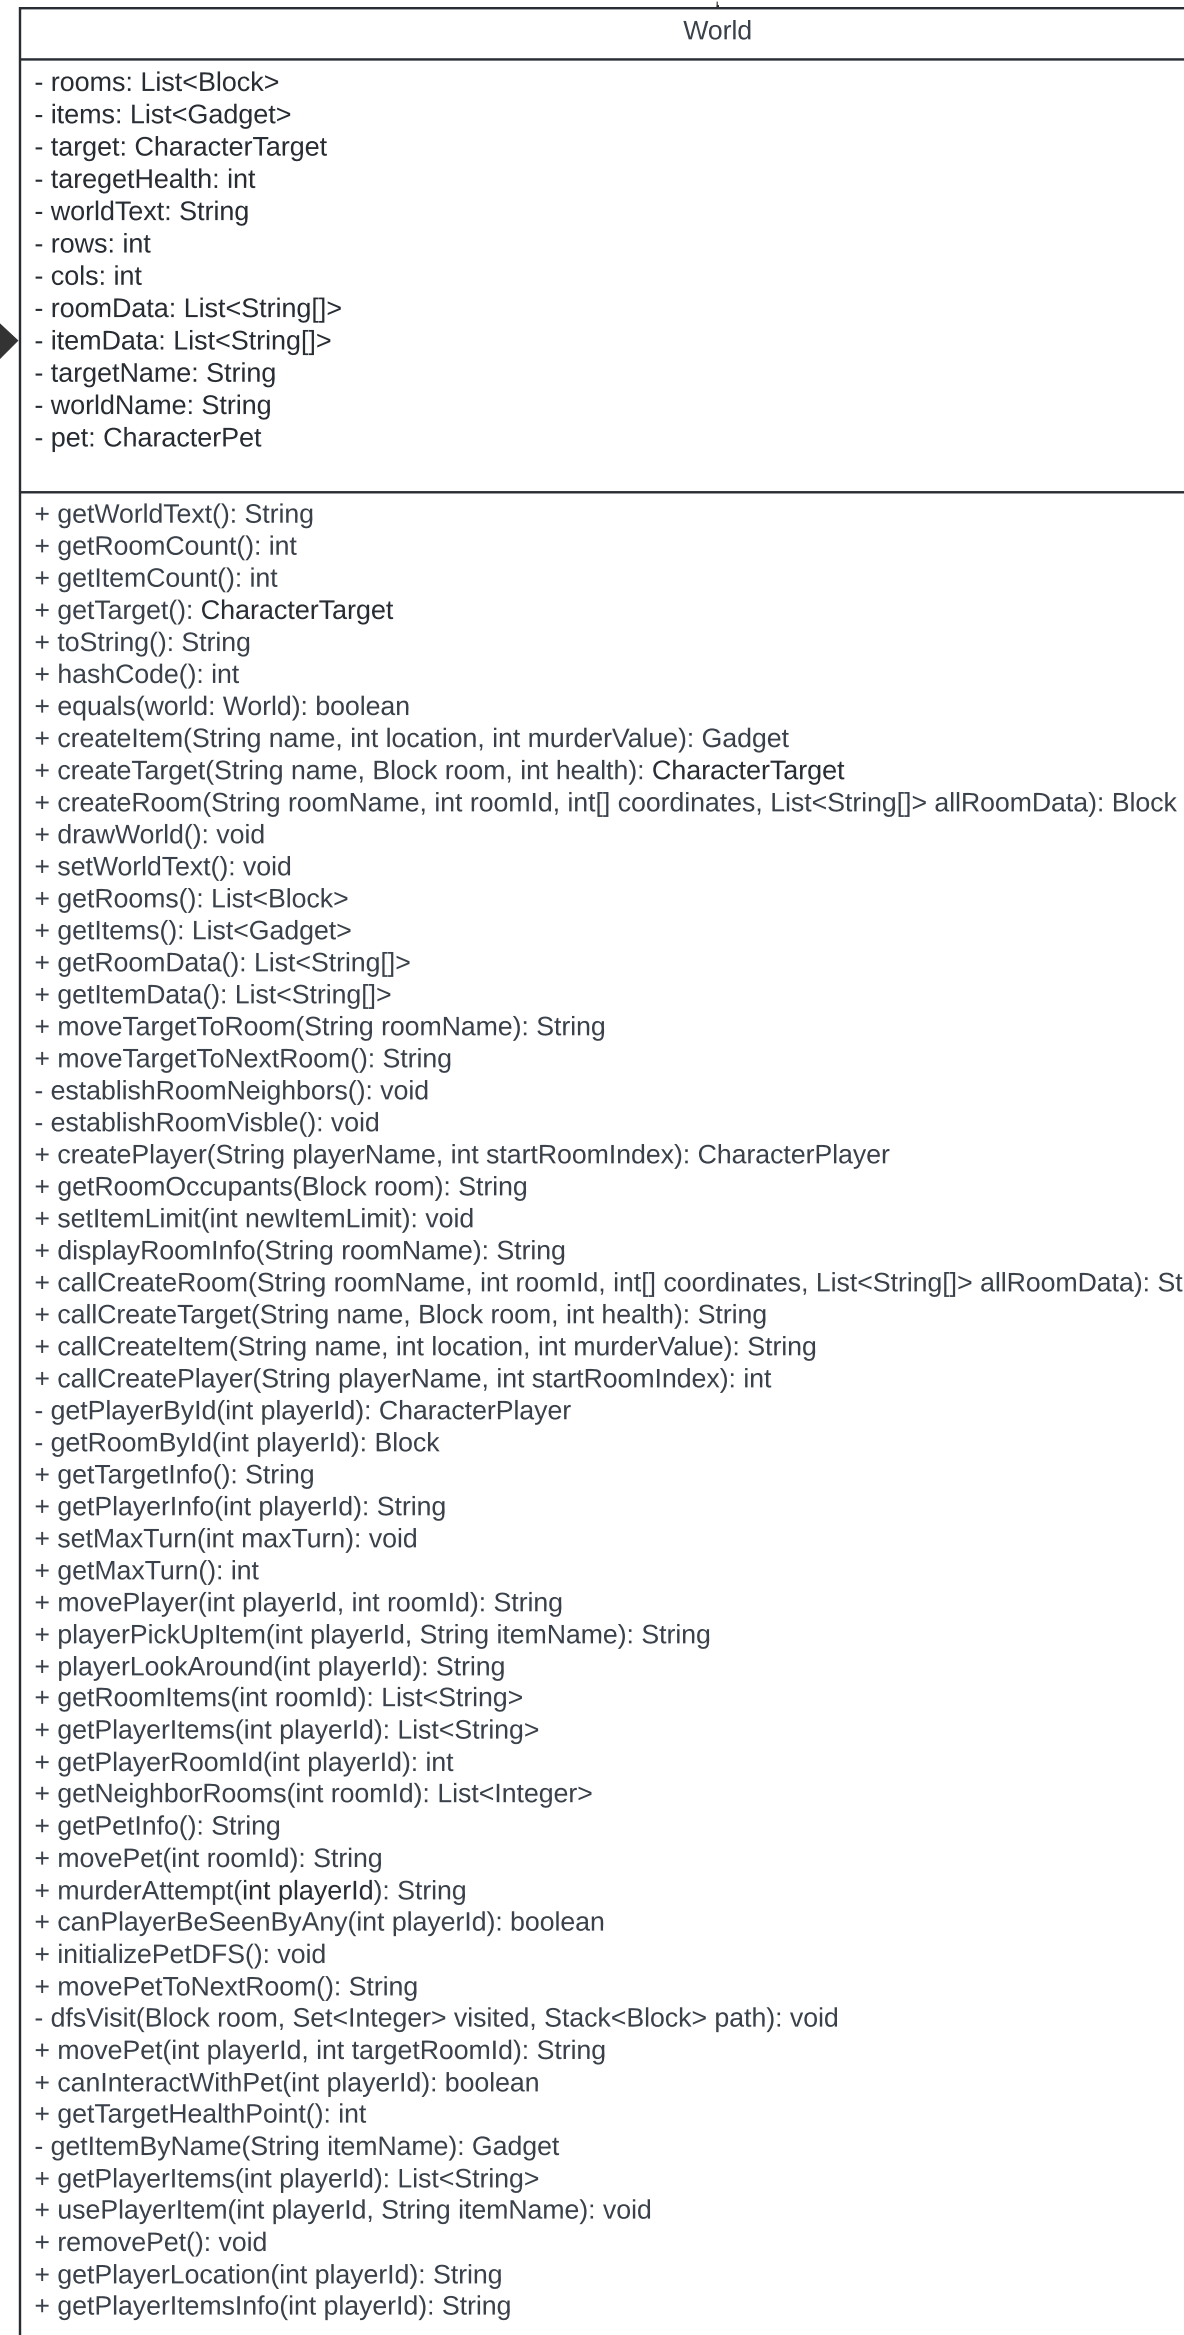 World
- rooms: List<Block>
- items: List<Gadget>
- target: CharacterTarget
- taregetHealth: int
- worldText: String
- rows: int
- cols: int
- roomData: List<String[]>
- itemData: List<String[]>
- targetName: String
- worldName: String
- pet: CharacterPet
+ getWorldText(): String
+ getRoomCount(): int
+ getItemCount(): int
+ getTarget(): CharacterTarget
+ toString(): String
+ hashCode(): int
+ equals(world: World): boolean
+ createItem(String name, int location, int murderValue): Gadget
+ createTarget(String name, Block room, int health): CharacterTarget
+ createRoom(String roomName, int roomId, int[] coordinates, List<String[]> allRoomData): Block
+ drawWorld(): void
+ setWorldText(): void
+ getRooms(): List<Block>
+ getItems(): List<Gadget>
+ getRoomData(): List<String[]>
+ getItemData(): List<String[]>
+ moveTargetToRoom(String roomName): String
+ moveTargetToNextRoom(): String
- establishRoomNeighbors(): void
- establishRoomVisble(): void
+ createPlayer(String playerName, int startRoomIndex): CharacterPlayer
+ getRoomOccupants(Block room): String
+ setItemLimit(int newItemLimit): void
+ displayRoomInfo(String roomName): String
+ callCreateRoom(String roomName, int roomId, int[] coordinates, List<String[]> allRoomData): St
+ callCreateTarget(String name, Block room, int health): String
+ callCreateItem(String name, int location, int murderValue): String
+ callCreatePlayer(String playerName, int startRoomIndex): int
- getPlayerById(int playerId): CharacterPlayer
- getRoomById(int playerId): Block
+ getTargetInfo(): String
+ getPlayerInfo(int playerId): String
+ setMaxTurn(int maxTurn): void
+ getMaxTurn(): int
+ movePlayer(int playerId, int roomId): String
+ playerPickUpItem(int playerId, String itemName): String
+ playerLookAround(int playerId): String
+ getRoomItems(int roomId): List<String>
+ getPlayerItems(int playerId): List<String>
+ getPlayerRoomId(int playerId): int
+ getNeighborRooms(int roomId): List<Integer>
+ getPetInfo(): String
+ movePet(int roomId): String
+ murderAttempt(int playerId): String
+ canPlayerBeSeenByAny(int playerId): boolean
+ initializePetDFS(): void
+ movePetToNextRoom(): String
- dfsVisit(Block room, Set<Integer> visited, Stack<Block> path): void
+ movePet(int playerId, int targetRoomId): String
+ canInteractWithPet(int playerId): boolean
+ getTargetHealthPoint(): int
- getItemByName(String itemName): Gadget
+ getPlayerItems(int playerId): List<String>
+ usePlayerItem(int playerId, String itemName): void
+ removePet(): void
+ getPlayerLocation(int playerId): String
+ getPlayerItemsInfo(int playerId): String